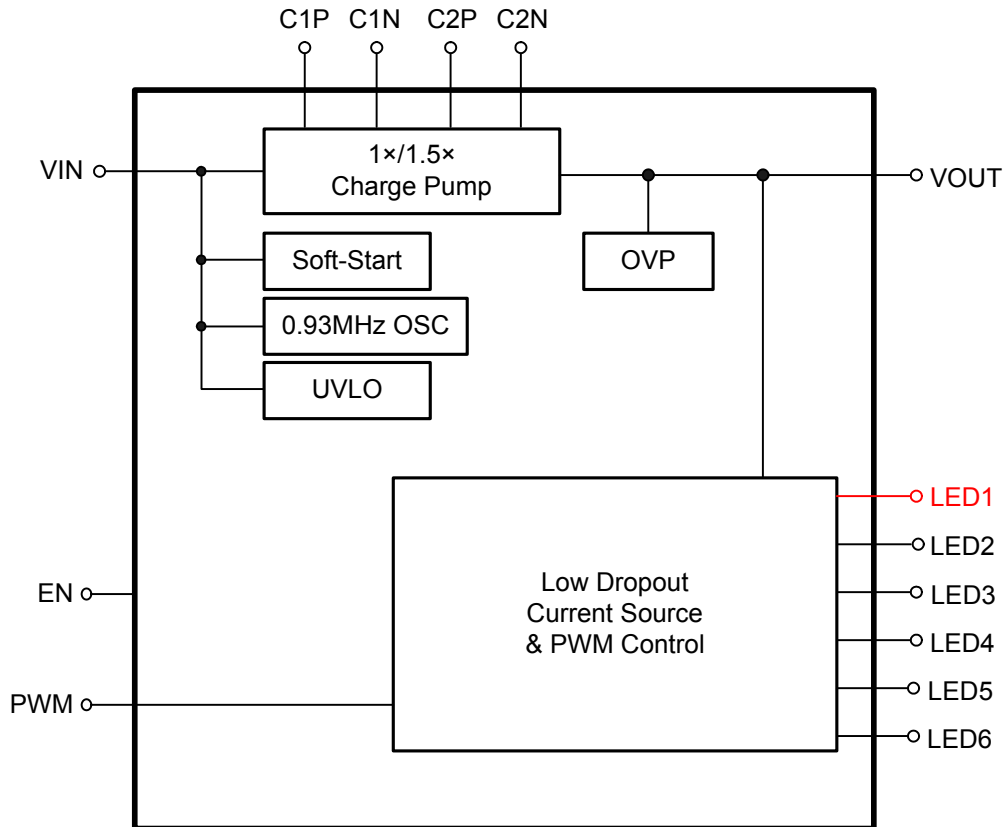 C1P C1N C2P C2N
VIN
1×/1.5×
Charge Pump
VOUT
Soft-Start
OVP
0.93MHz OSC
UVLO
LED1
LED2
EN
Low Dropout
Current Source
& PWM Control
LED3
LED4
PWM
LED5
LED6